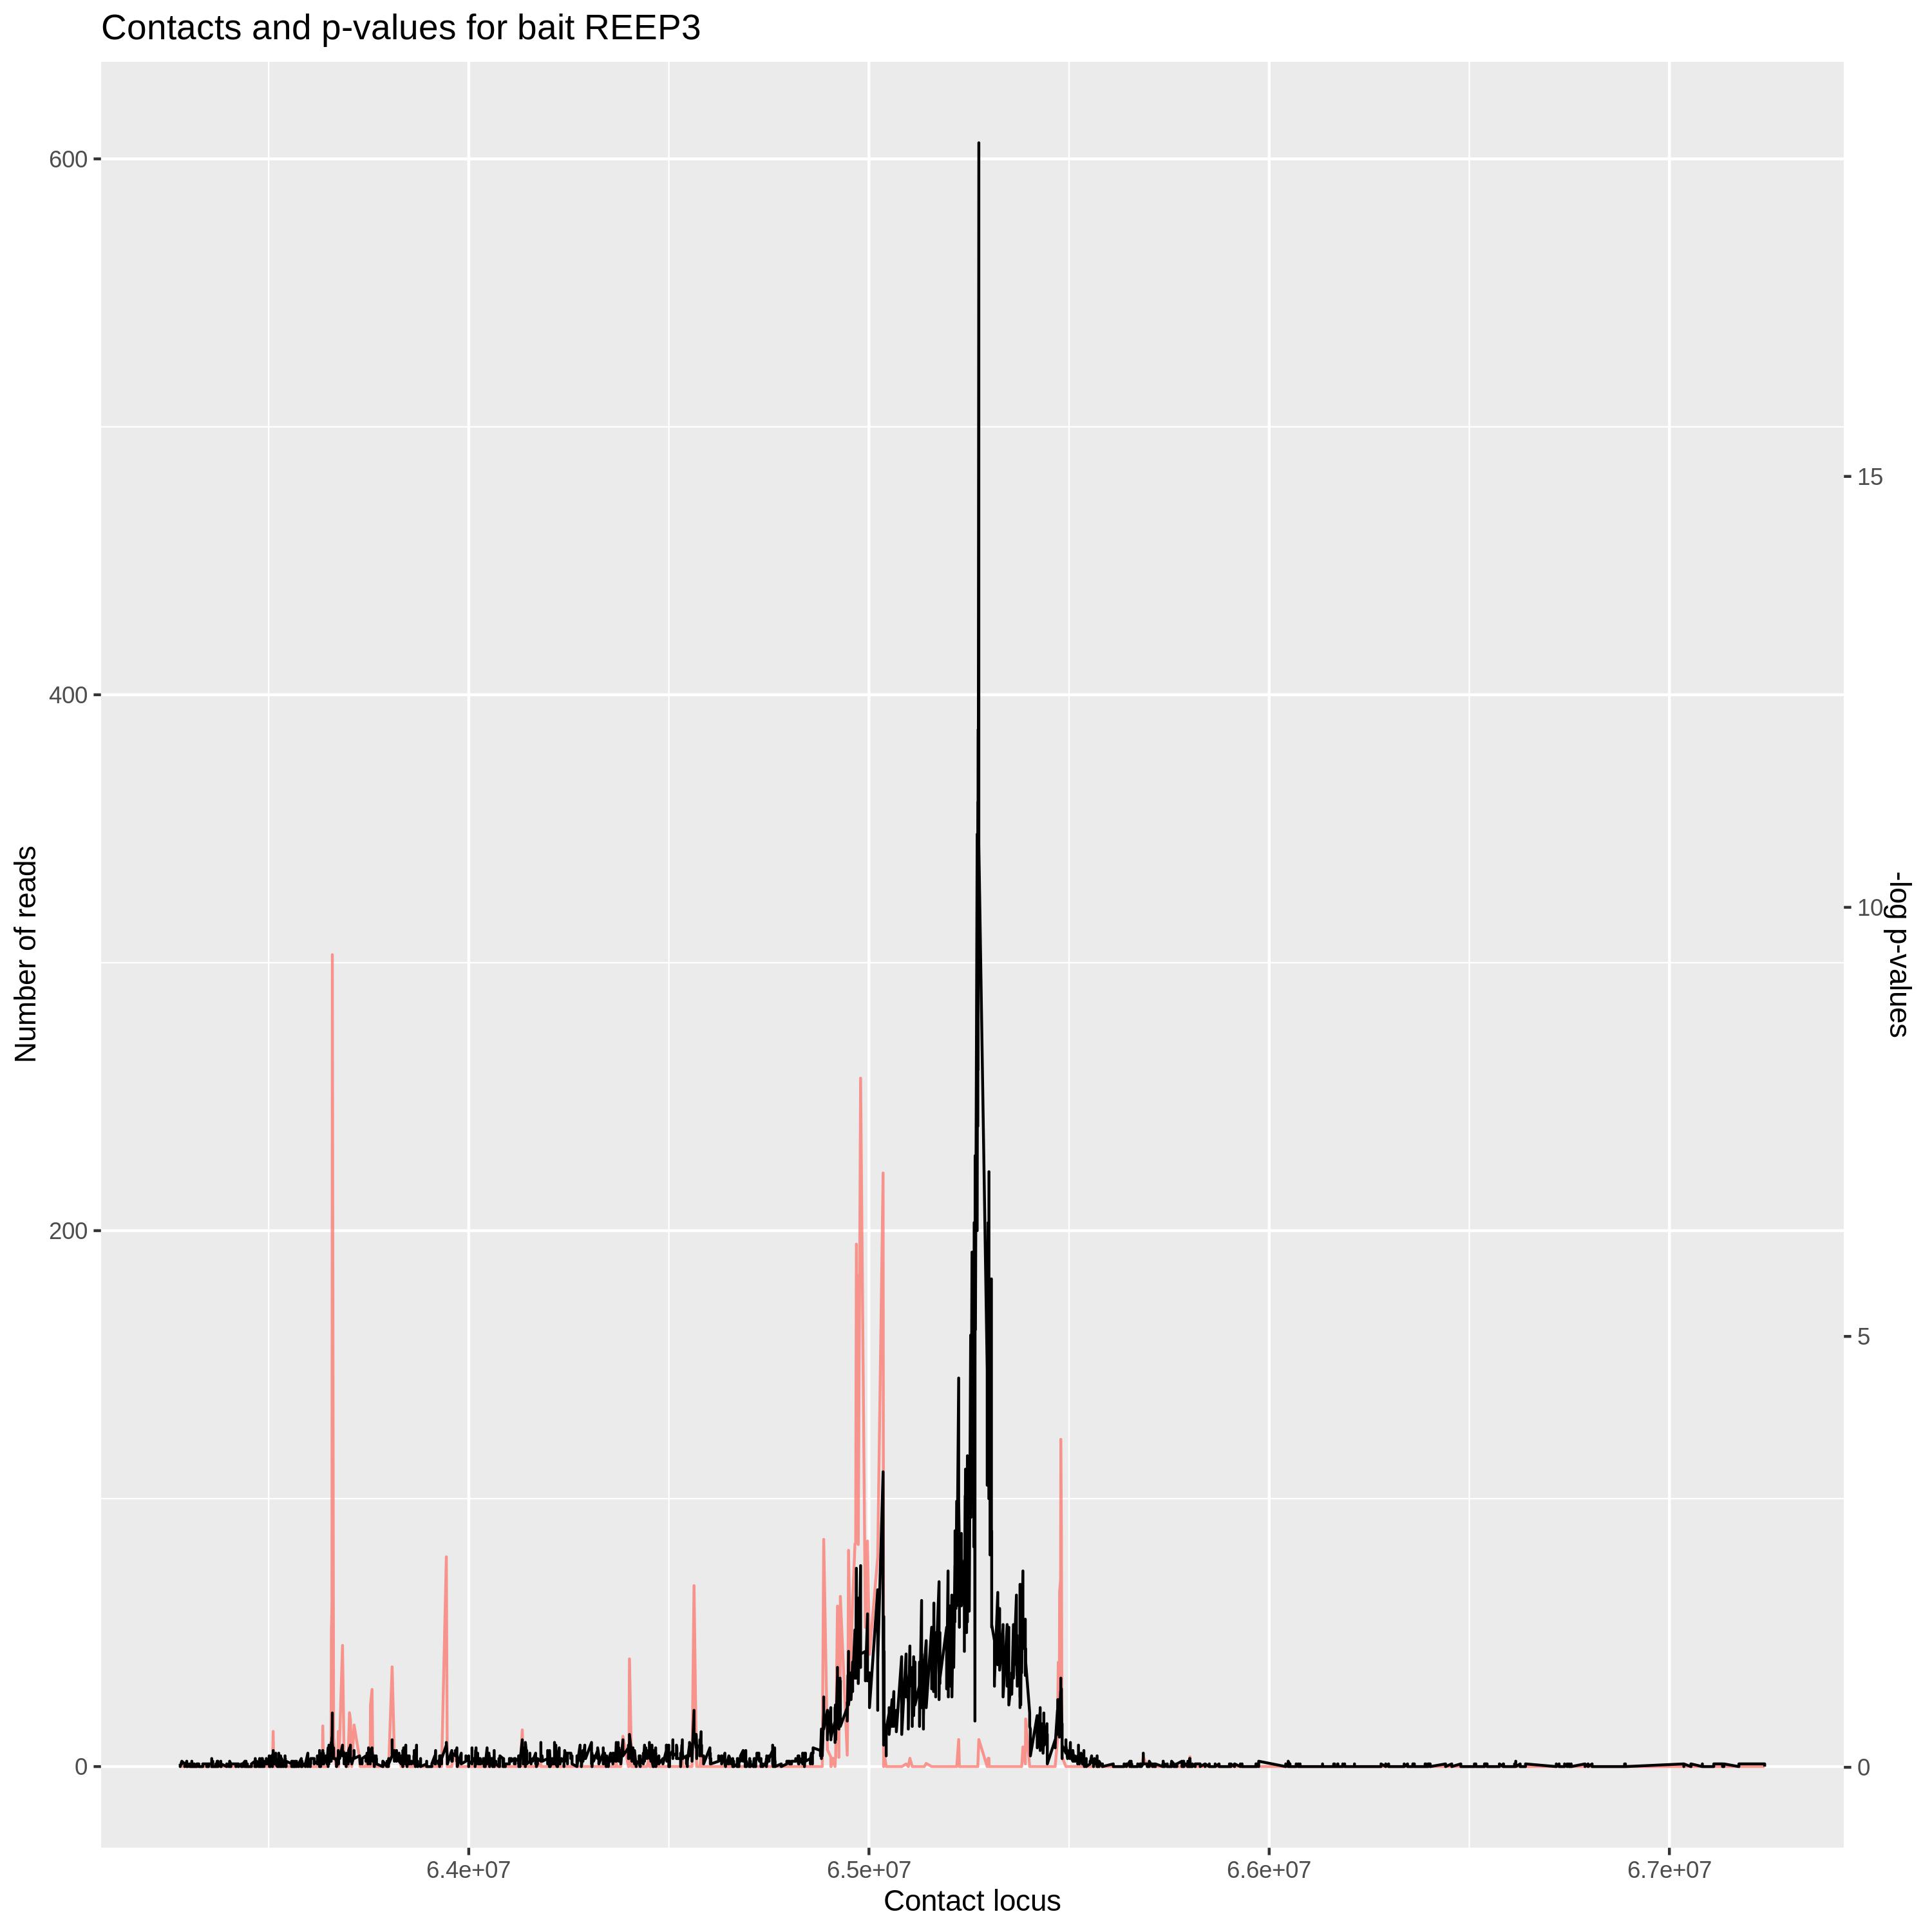 Contacts and p-values for bait REEP3
600
400
200
0
Number of reads
15
10
5
0
-log p-values
6.4e+07
6.5e+07
6.6e+07
6.7e+07
Contact locus